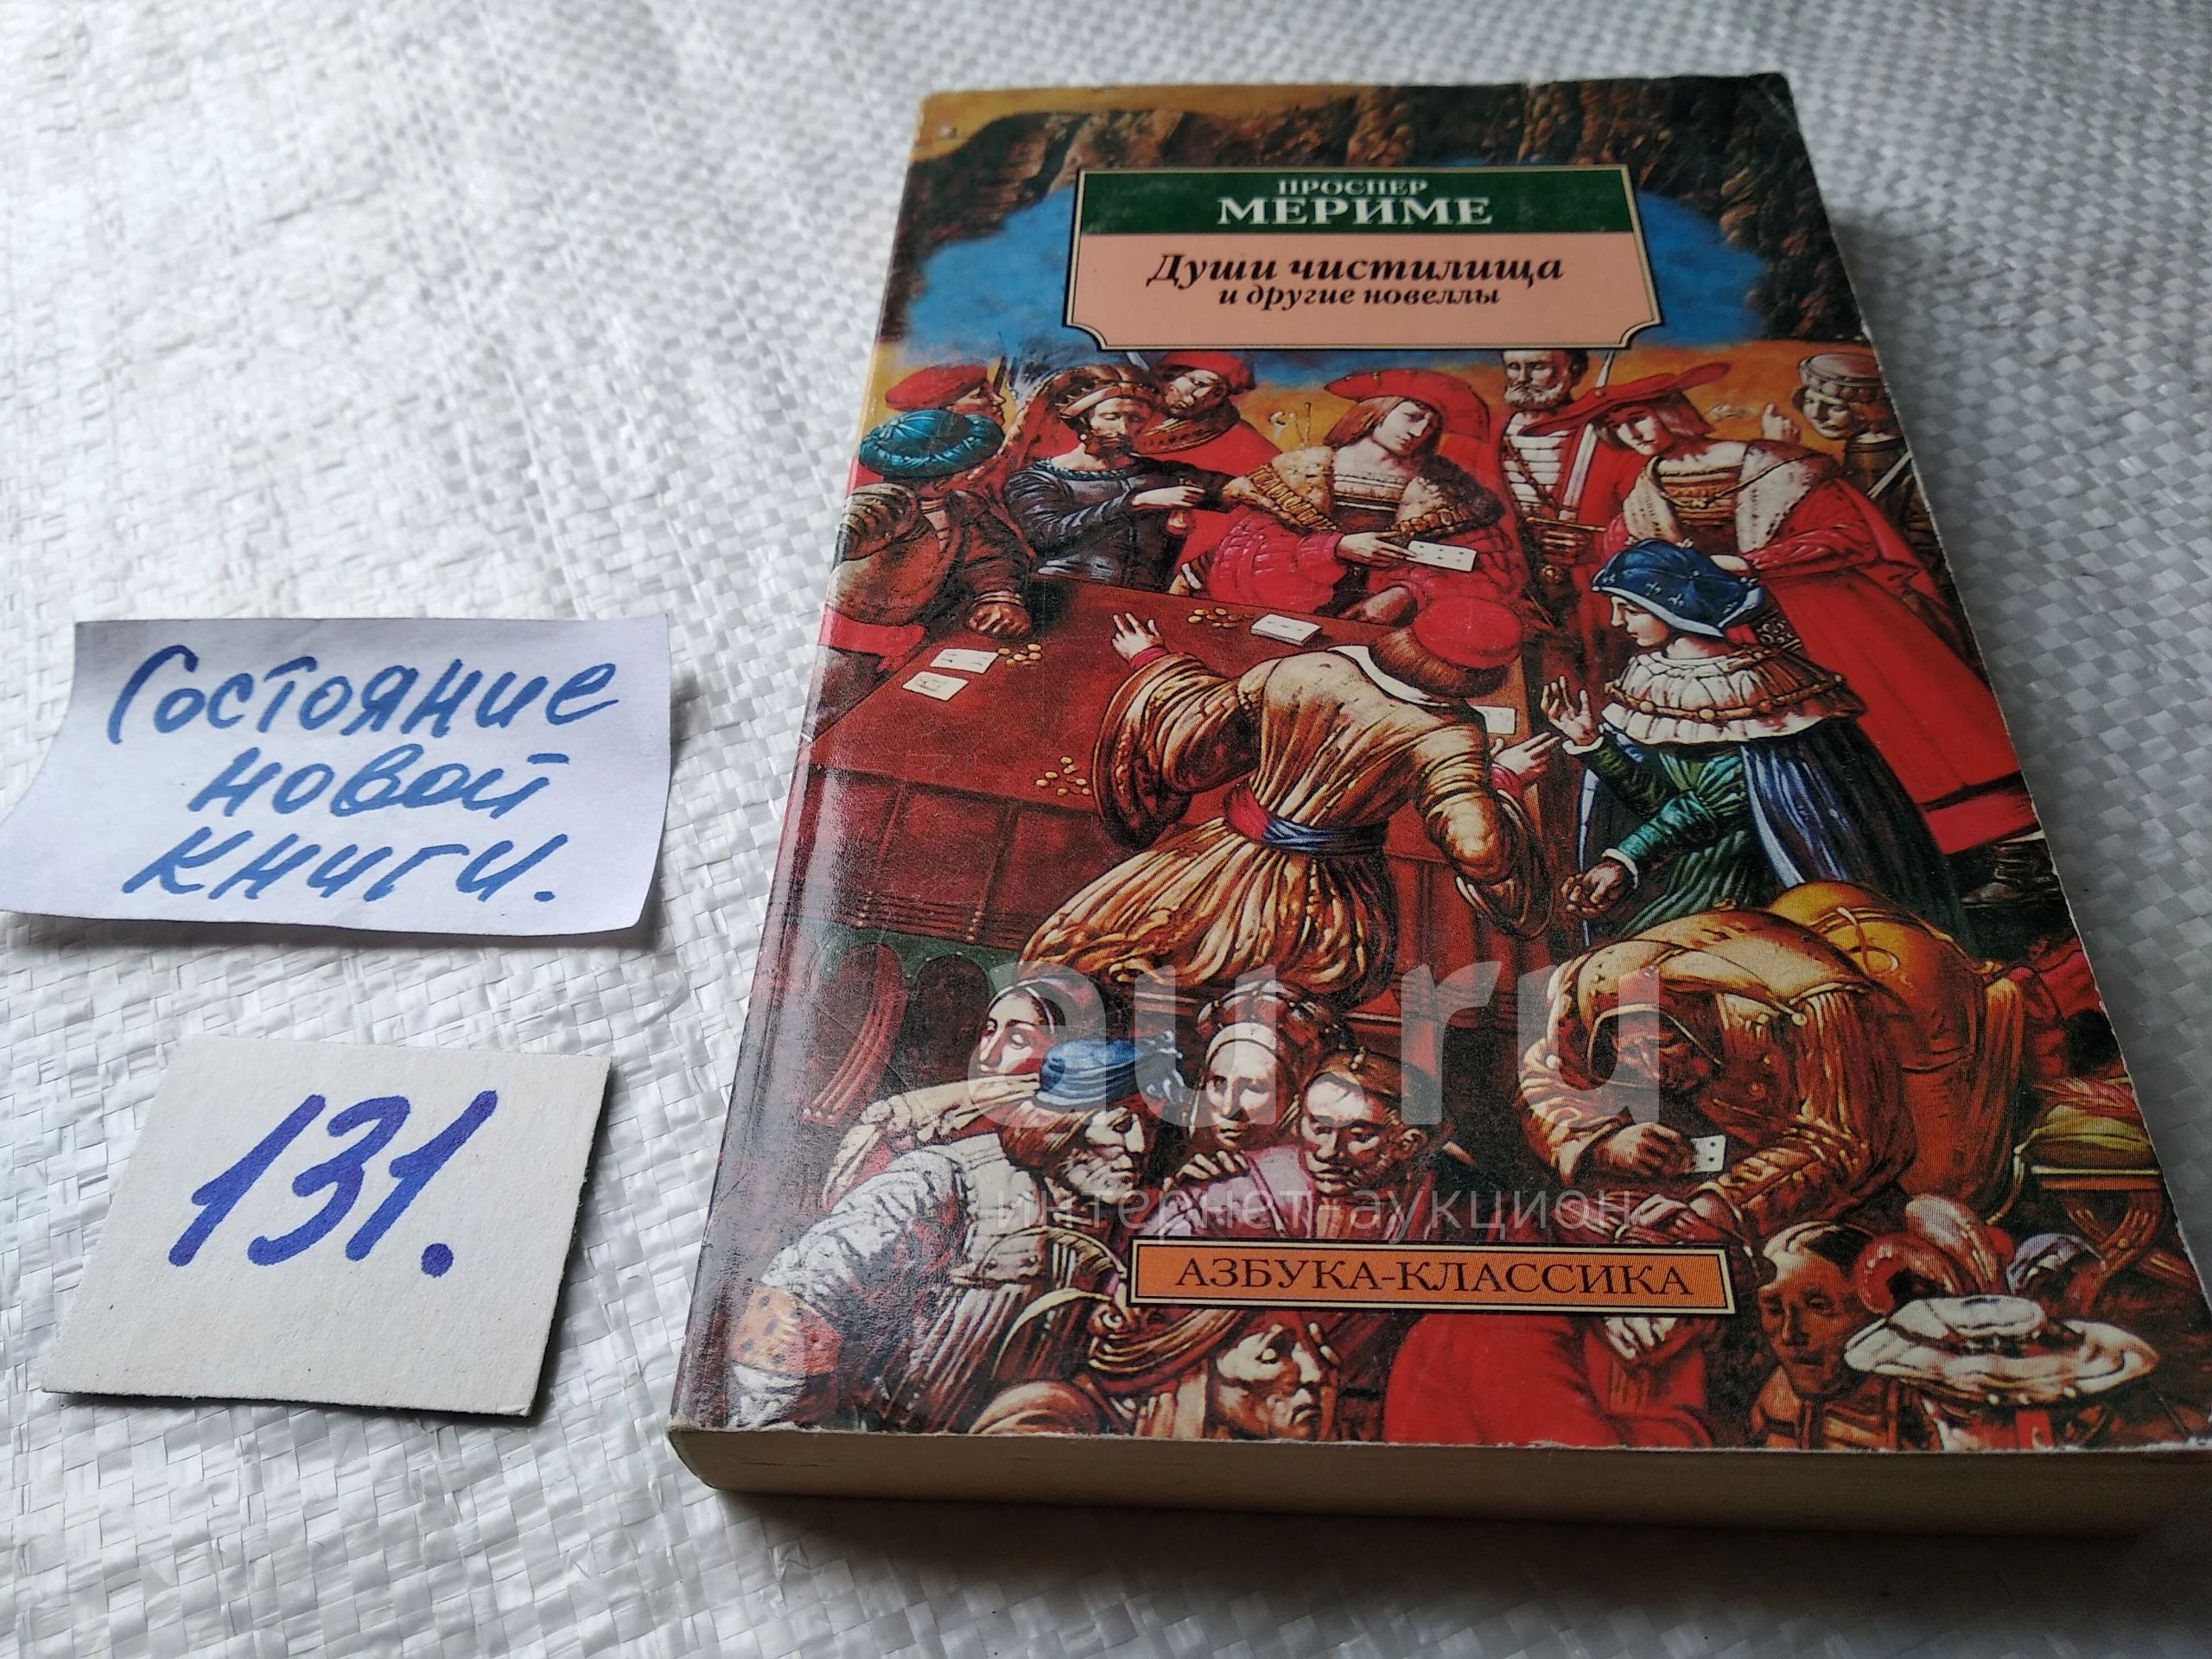 ПРОСПЕР
МЕРИМЕ
Души чистилища
и другие новеллы
Состояние
новой
книги.
131.
au.ru
интернет-аукцион
АЗБУКА-КЛАССИКА